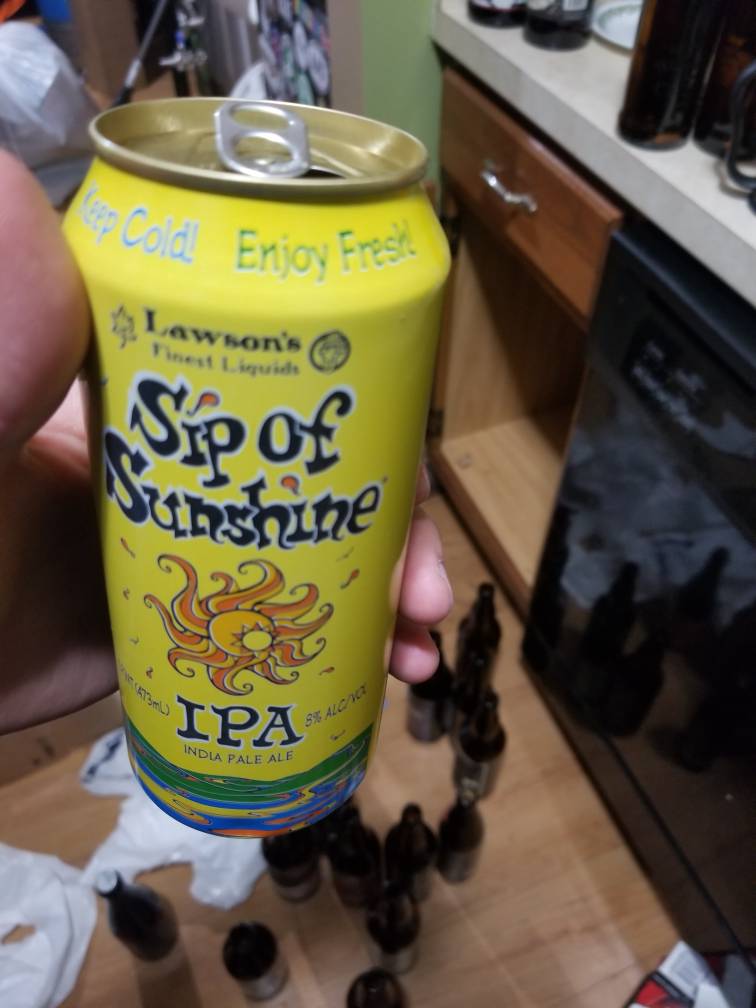 Keep Cold! Enjoy Fresh!
Lawson's
Finest Liquids
Sip of
Sunshine
(473mL) IPA 8% ALC/VOL
INDIA PALE ALE